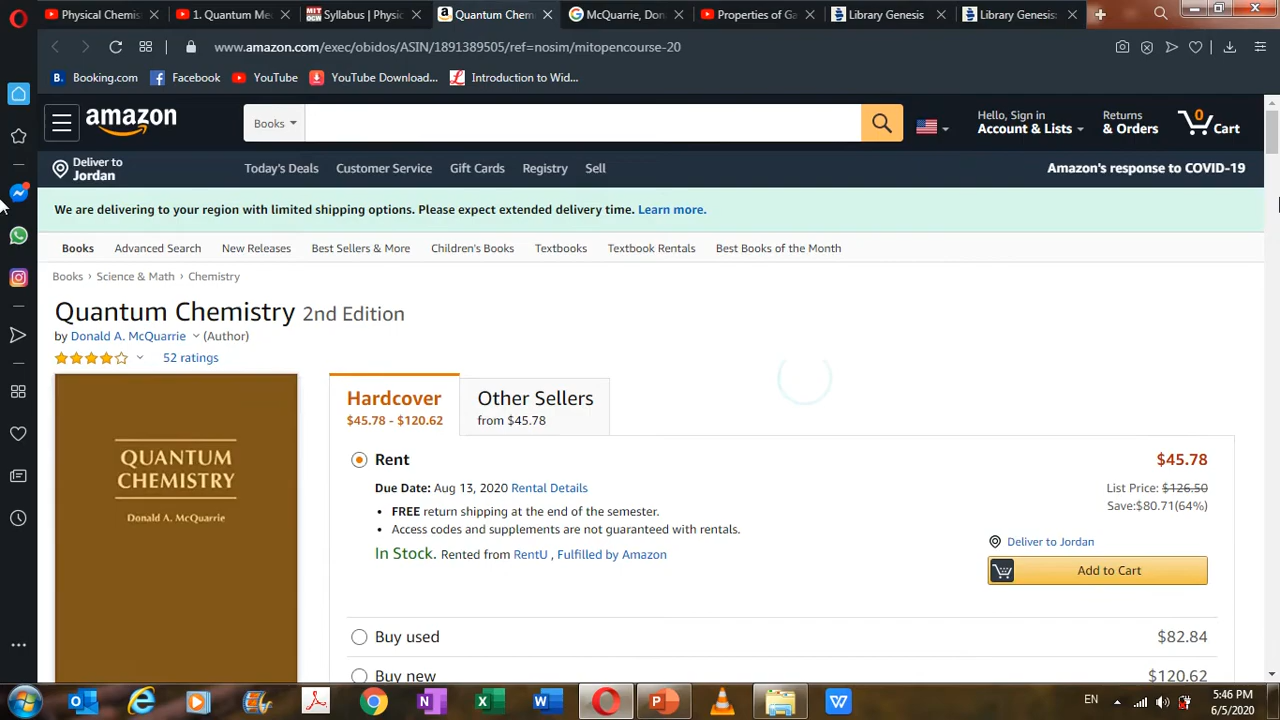 Physical Chemi
1. Quantum Me
Syllabus | Physic
Quantum Chem
McQuarrie, Don
Properties of Ga
Library Genesis
Library Genesis:
www.amazon.com/exec/obidos/ASIN/1891389505/ref=nosim/mitopencourse-20
Booking.com
Facebook
YouTube
YouTube Download...
Introduction to Wid...
amazon
Books
Hello, Sign in
Account & Lists
Returns
& Orders
0
Cart
Deliver to
Jordan
Today's Deals
Customer Service
Gift Cards
Registry
Sell
Amazon's response to COVID-19
We are delivering to your region with limited shipping options. Please expect extended delivery time. Learn more.
Books
Advanced Search
New Releases
Best Sellers & More
Children's Books
Textbooks
Textbook Rentals
Best Books of the Month
Books › Science & Math › Chemistry
Quantum Chemistry 2nd Edition
by Donald A. McQuarrie (Author)
52 ratings
QUANTUM
CHEMISTRY
Donald A. McQuarrie
Hardcover
$45.78 - $120.62
Other Sellers
from $45.78
Rent
$45.78
Due Date: Aug 13, 2020 Rental Details
List Price: $126.50
Save:$80.71(64%)
• FREE return shipping at the end of the semester.
• Access codes and supplements are not guaranteed with rentals.
In Stock. Rented from RentU , Fulfilled by Amazon
Deliver to Jordan
Add to Cart
Buy used
$82.84
Buy new
$120.62
EN
5:46 PM
6/5/2020